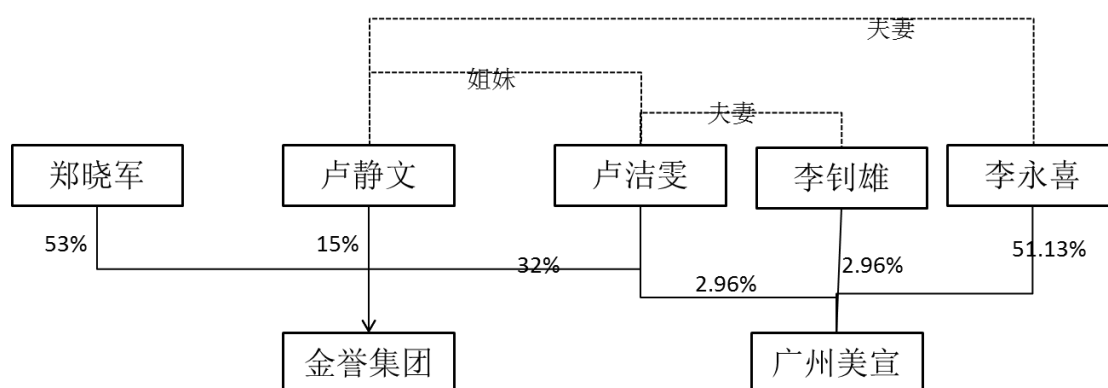 夫妻
姐妹
夫妻
郑晓军
卢静文
卢洁雯
李钊雄
李永喜
53%
15%
32%
2.96%
2.96%
51.13%
金誉集团
广州美宣